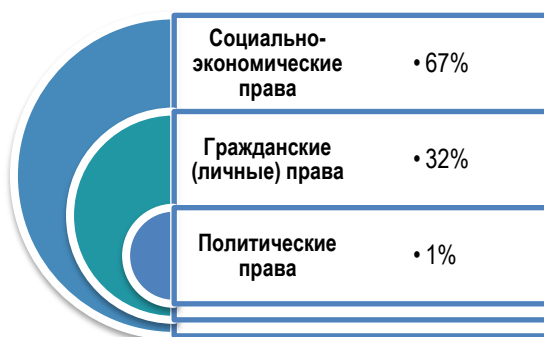 Социально-
экономические
права
• 67%
Гражданские
(личные) права
• 32%
Политические
права
• 1%